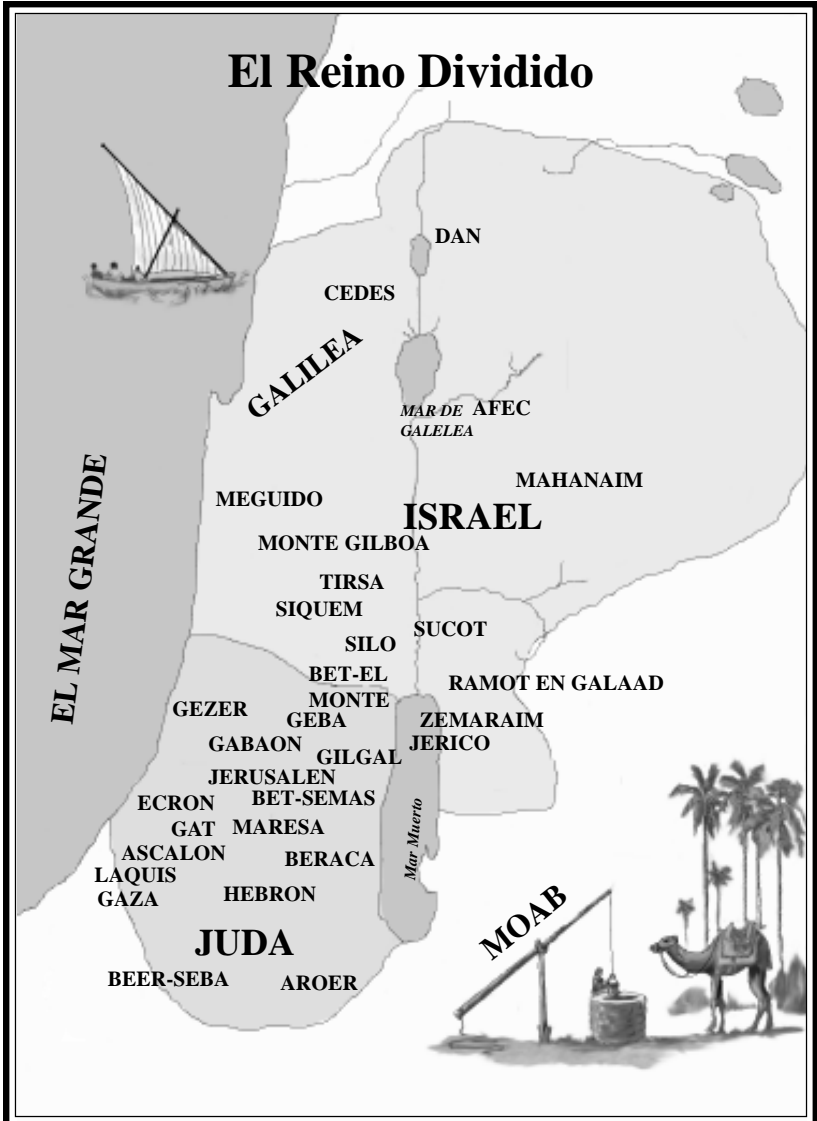 El Reino Dividido
DAN
CEDES
GALILEA
MAR DE
GALELEA
AFEC
MAHANAIM
MEGUIDO
ISRAEL
MONTE GILBOA
EL MAR GRANDE
TIRSA
SIQUEM
SUCOT
SILO
BET-EL
RAMOT EN GALAAD
MONTE
GEZER
GEBA
ZEMARAIM
GABAON
JERICO
GILGAL
JERUSALEN
BET-SEMAS
ECRON
GAT
MARESA
Mar Muerto
ASCALON
BERACA
LAQUIS
HEBRON
GAZA
MOAB
JUDA
BEER-SEBA
AROER